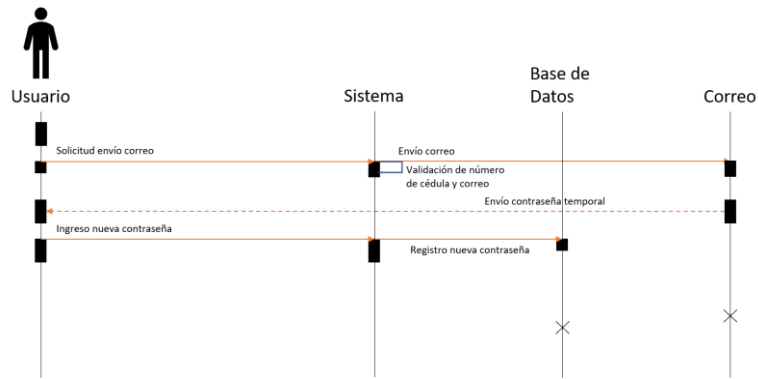 Usuario
Sistema
Base de
Datos
Correo
Solicitud envío correo
Envío correo
Validación de número
de cédula y correo
Envío contraseña temporal
Ingreso nueva contraseña
Registro nueva contraseña